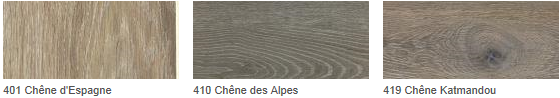 401 Chêne d'Espagne
410 Chêne des Alpes
419 Chêne Katmandou